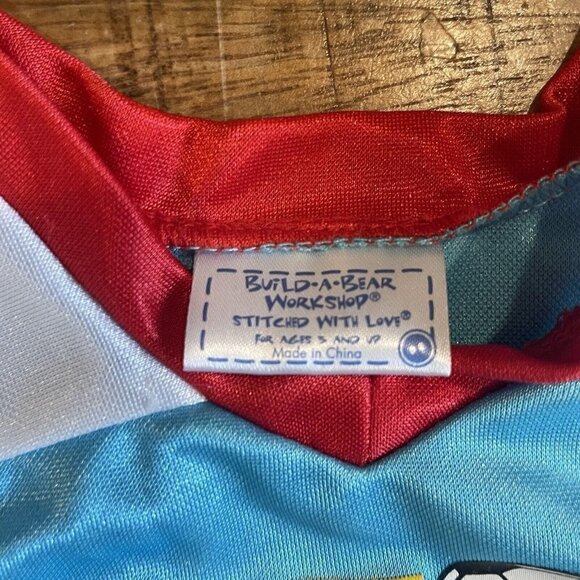 BUILD-A-BEAR
WORKSHOP®
STITCHED WITH LOVE®
FOR AGES 3 AND UP
Made in China